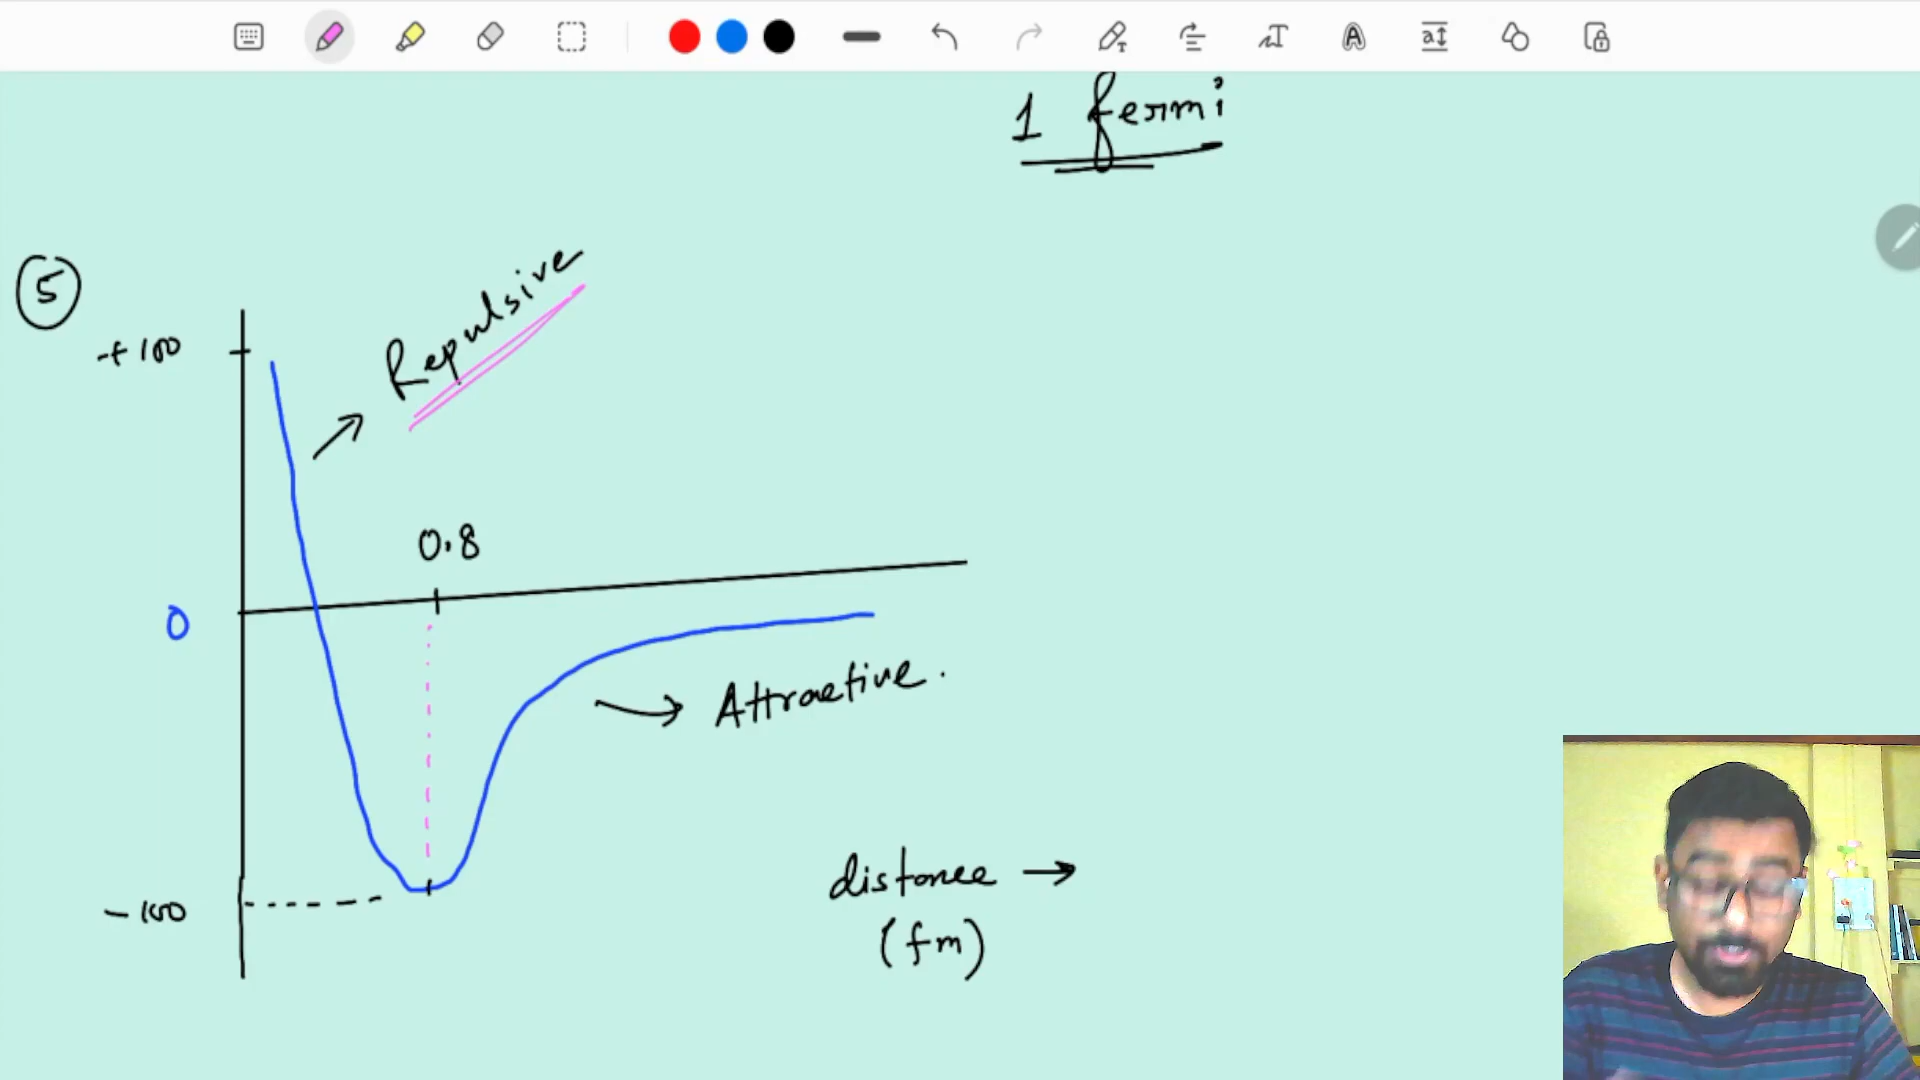 1 fermi
5
+100
Repulsive
0.8
0
Attractive.
-100
distance →
(fm)